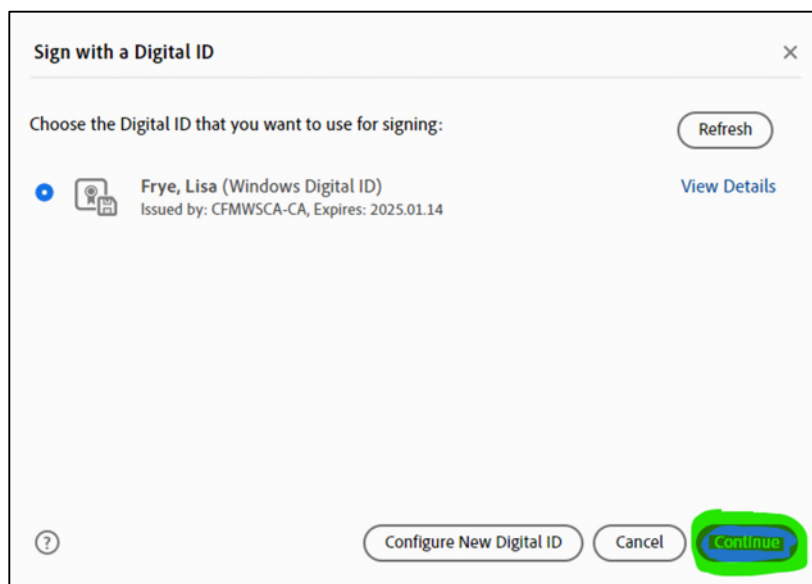 Sign with a Digital ID
Choose the Digital ID that you want to use for signing:
Refresh
Frye, Lisa (Windows Digital ID)
View Details
Issued by: CFMWSCA-CA, Expires: 2025.01.14
?
Configure New Digital ID
Cancel
Continue